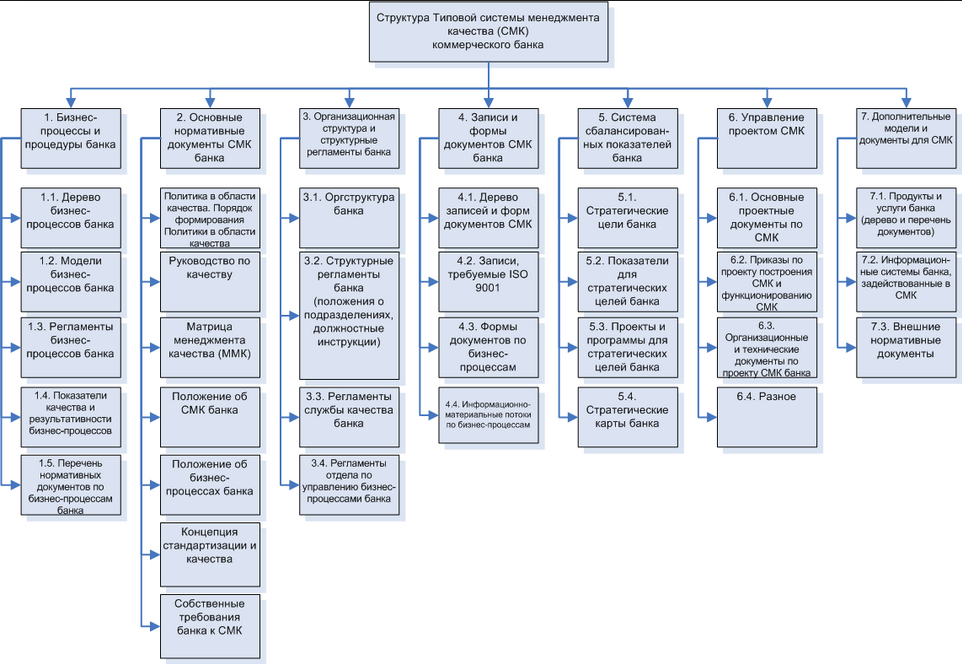 Структура Типовой системы менеджмента
качества (СМК)
коммерческого банка
1. Бизнес-
процессы и
процедуры банка
2. Основные
нормативные
документы СМК
банка
3. Организационная
структура и
структурные
регламенты банка
4. Записи и
формы
документов СМК
банка
5. Система
сбалансирован-
ных показателей
банка
6. Управление
проектом СМК
7. Дополнительные
модели и
документы для СМК
1.1. Дерево
бизнес-
процессов банка
1.2. Модели
бизнес-
процессов банка
1.3. Регламенты
бизнес-
процессов банка
1.4. Показатели
качества и
результативности
бизнес-процессов
1.5. Перечень
нормативных
документов по
бизнес-процессам
банка
Политика в области
качества. Порядок
формирования
Политики в области
качества
Руководство по
качеству
Матрица
менеджмента
качества (ММК)
Положение об
СМК банка
Положение об
бизнес-
процессах банка
Концепция
стандартизации и
качества
Собственные
требования
банка к СМК
3.1. Оргструктура
банка
3.2. Структурные
регламенты
банка
(положения о
подразделениях,
должностные
инструкции)
3.3. Регламенты
службы качества
банка
3.4. Регламенты
отдела по
управлению бизнес-
процессами банка
4.1. Дерево
записей и форм
документов СМК
4.2. Записи,
требуемые ISO
9001
4.3. Формы
документов по
бизнес-
процессам
4.4. Информационно-
материальные потоки
по бизнес-процессам
5.1.
Стратегические
цели банка
5.2. Показатели
для
стратегических
целей банка
5.3. Проекты и
программы для
стратегических
целей банка
5.4.
Стратегические
карты банка
6.1. Основные
проектные
документы по
СМК
6.2. Приказы по
проекту построения
СМК и
функционированию
СМК
6.3.
Организационные
и технические
документы по
проекту СМК банка
6.4. Разное
7.1. Продукты и
услуги банка
(дерево и перечень
документов)
7.2. Информацион-
ные системы банка,
задействованные в
СМК
7.3. Внешние
нормативные
документы